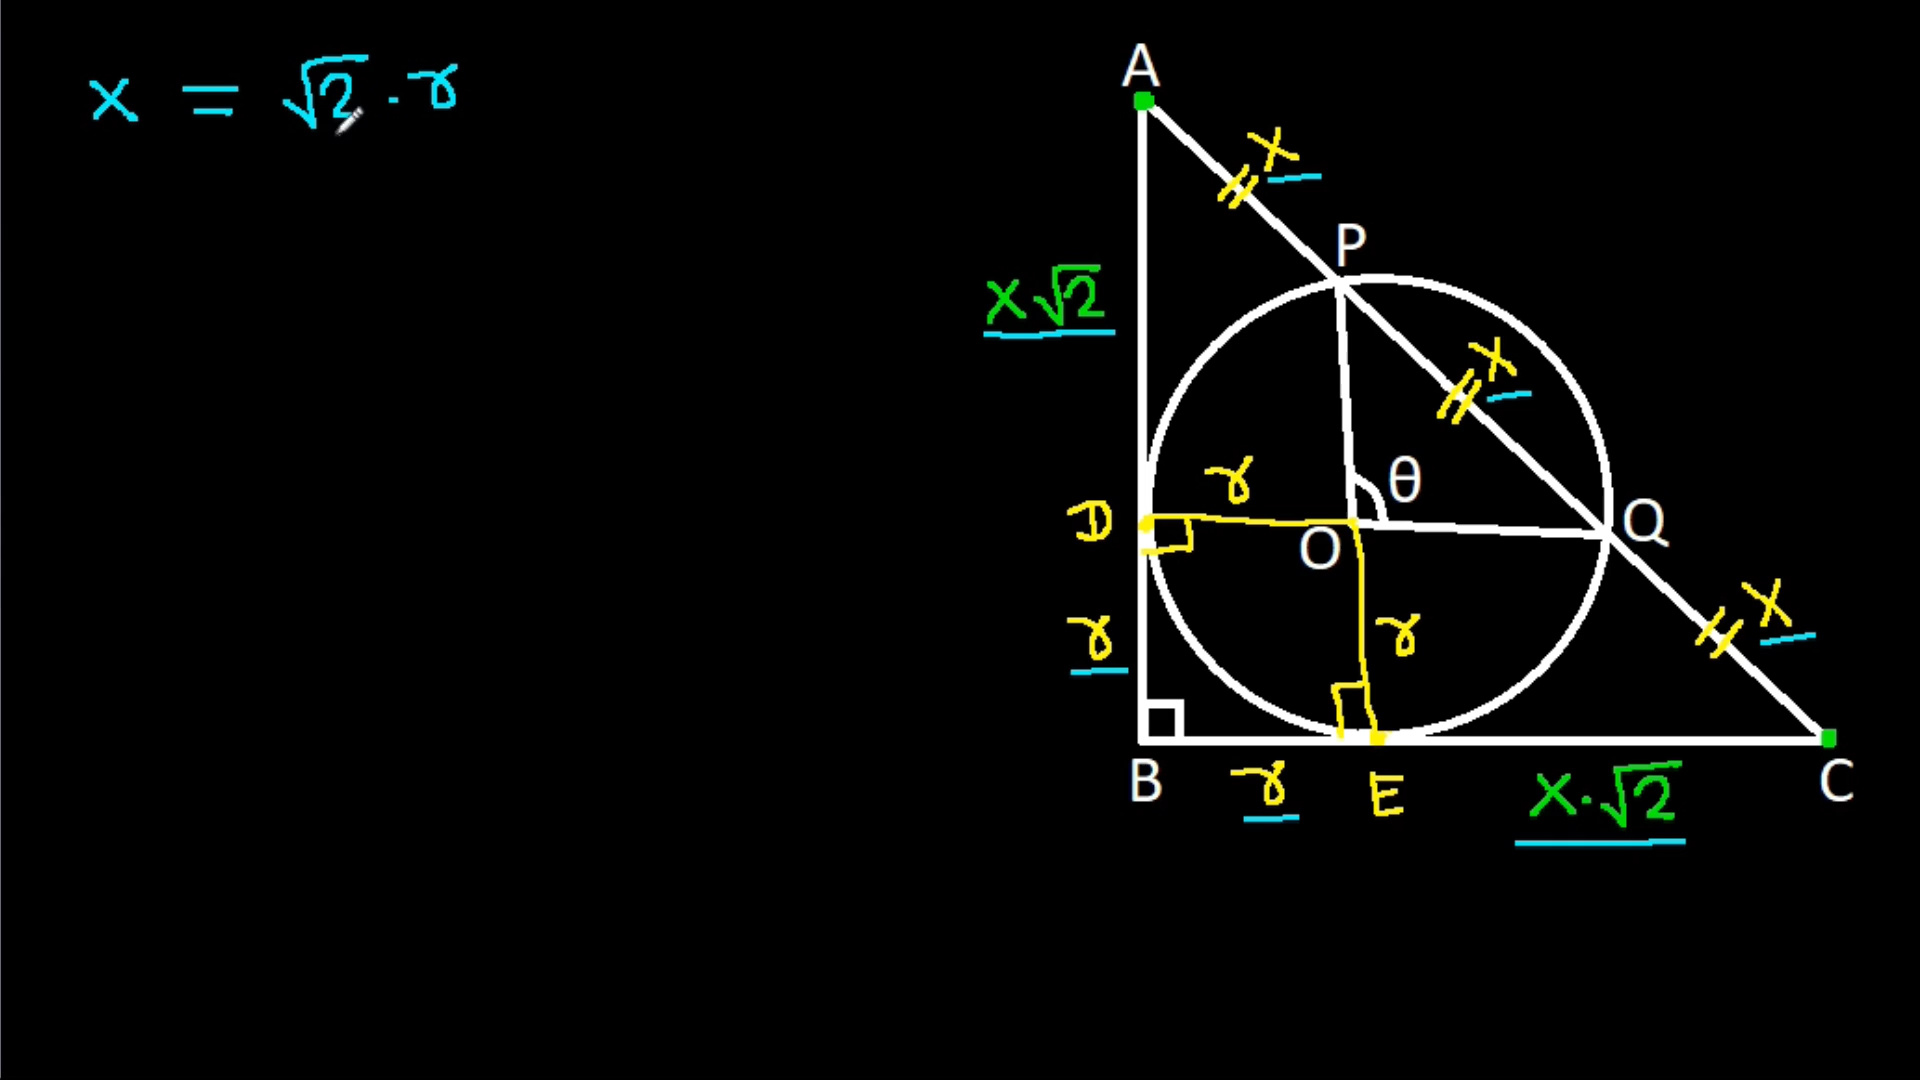 x = √2 · r
A
x
P
x√2
x
r
θ
D
O
Q
x
r
r
B
r
E
x·√2
C